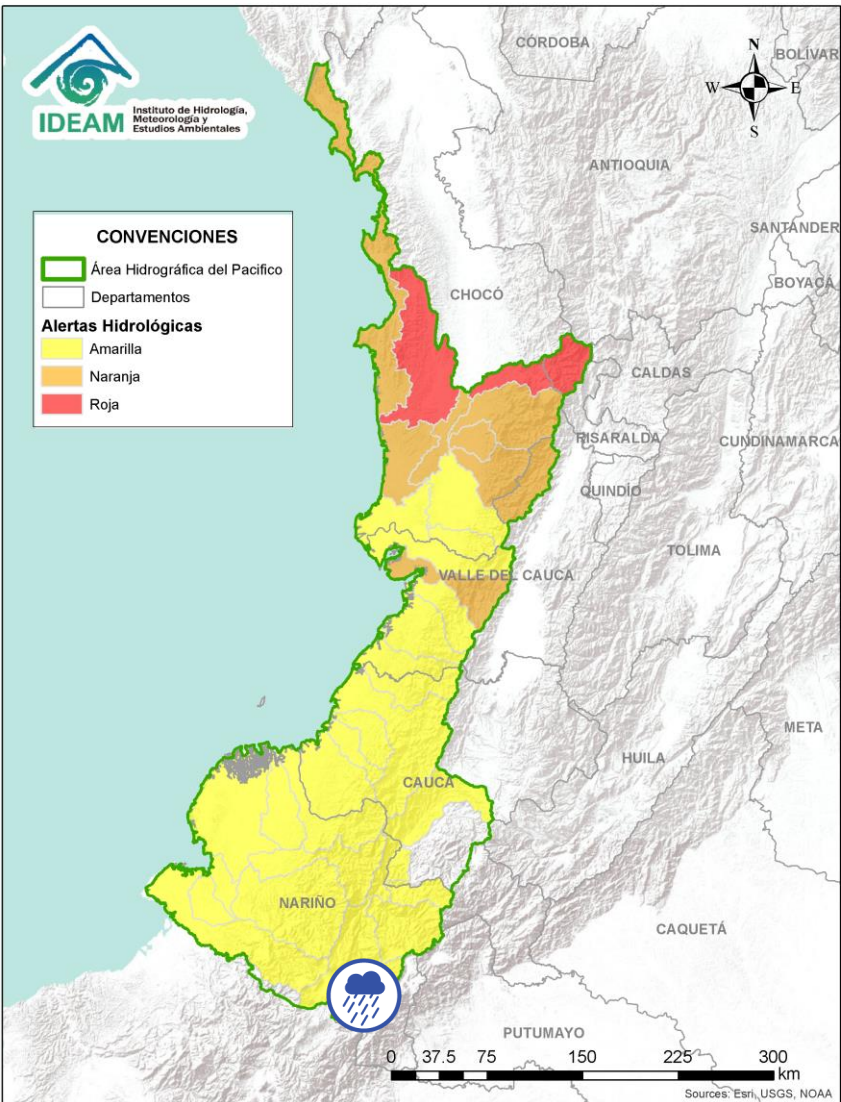 IDEAM
Instituto de Hidrología,
Meteorología y
Estudios Ambientales
N
W
E
S
CÓRDOBA
BOLIVAR
ANTIOQUIA
SANTANDER
BOYACÁ
CHOCÓ
CALDAS
RISARALDA
CUNDINAMARCA
QUINDÍO
TOLIMA
VALLE DEL CAUCA
META
HUILA
CAUCA
NARIÑO
CAQUETÁ
PUTUMAYO
CONVENCIONES
Área Hidrográfica del Pacifico
Departamentos
Alertas Hidrológicas
Amarilla
Naranja
Roja
0 37.5 75 150 225 300
km
Sources: Esri, USGS, NOAA